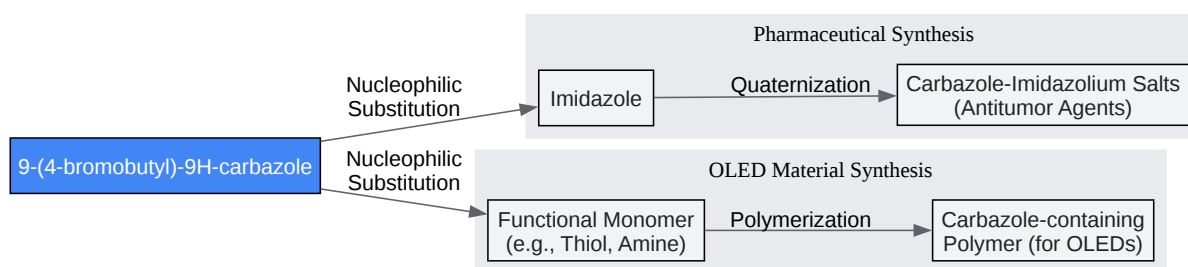 Pharmaceutical Synthesis
Nucleophilic
Substitution
Imidazole
Quaternization
Carbazole-Imidazolium Salts
(Antitumor Agents)
9-(4-bromobutyl)-9H-carbazole
Nucleophilic
Substitution
OLED Material Synthesis
Functional Monomer
(e.g., Thiol, Amine)
Polymerization
Carbazole-containing
Polymer (for OLEDs)